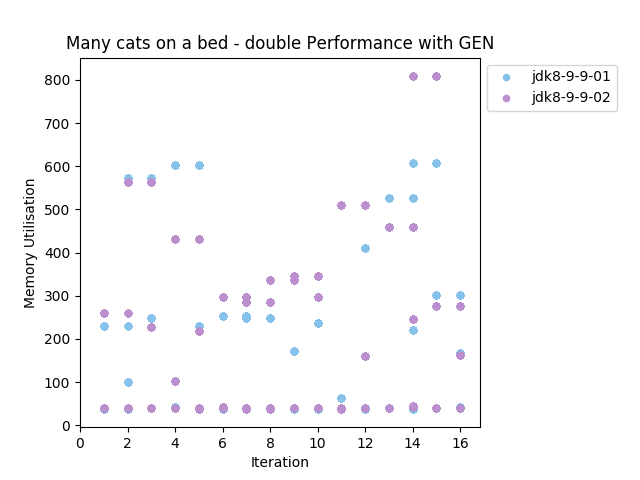 Many cats on a bed - double Performance with GEN
jdk8-9-9-01
jdk8-9-9-02
Memory Utilisation
800
700
600
500
400
300
200
100
0
0 2 4 6 8 10 12 14 16
Iteration